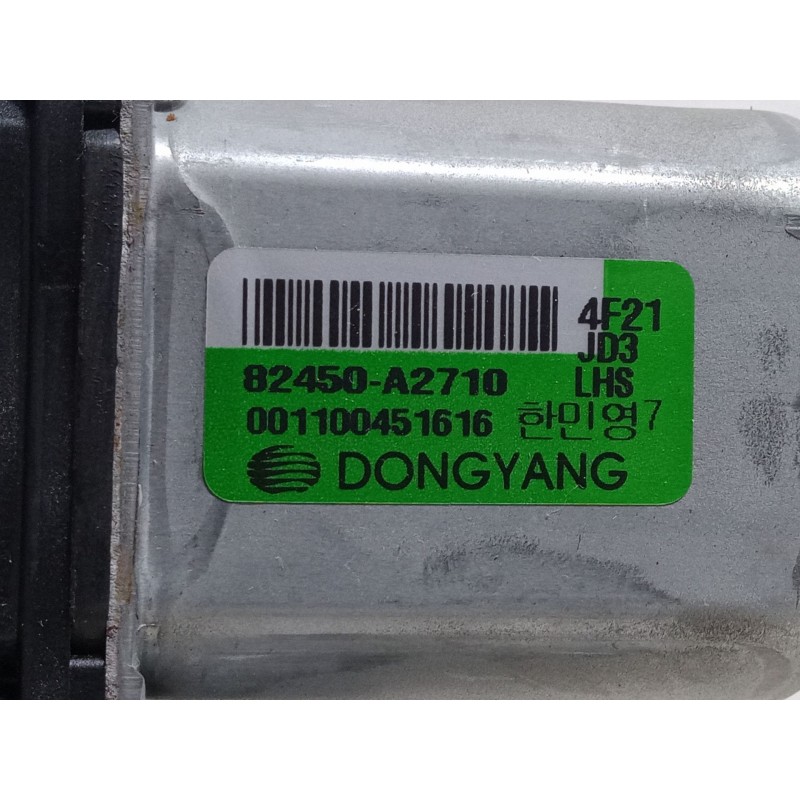 4F21
JD3
82450-A2710 LHS
001100451616 한민영7
DONGYANG